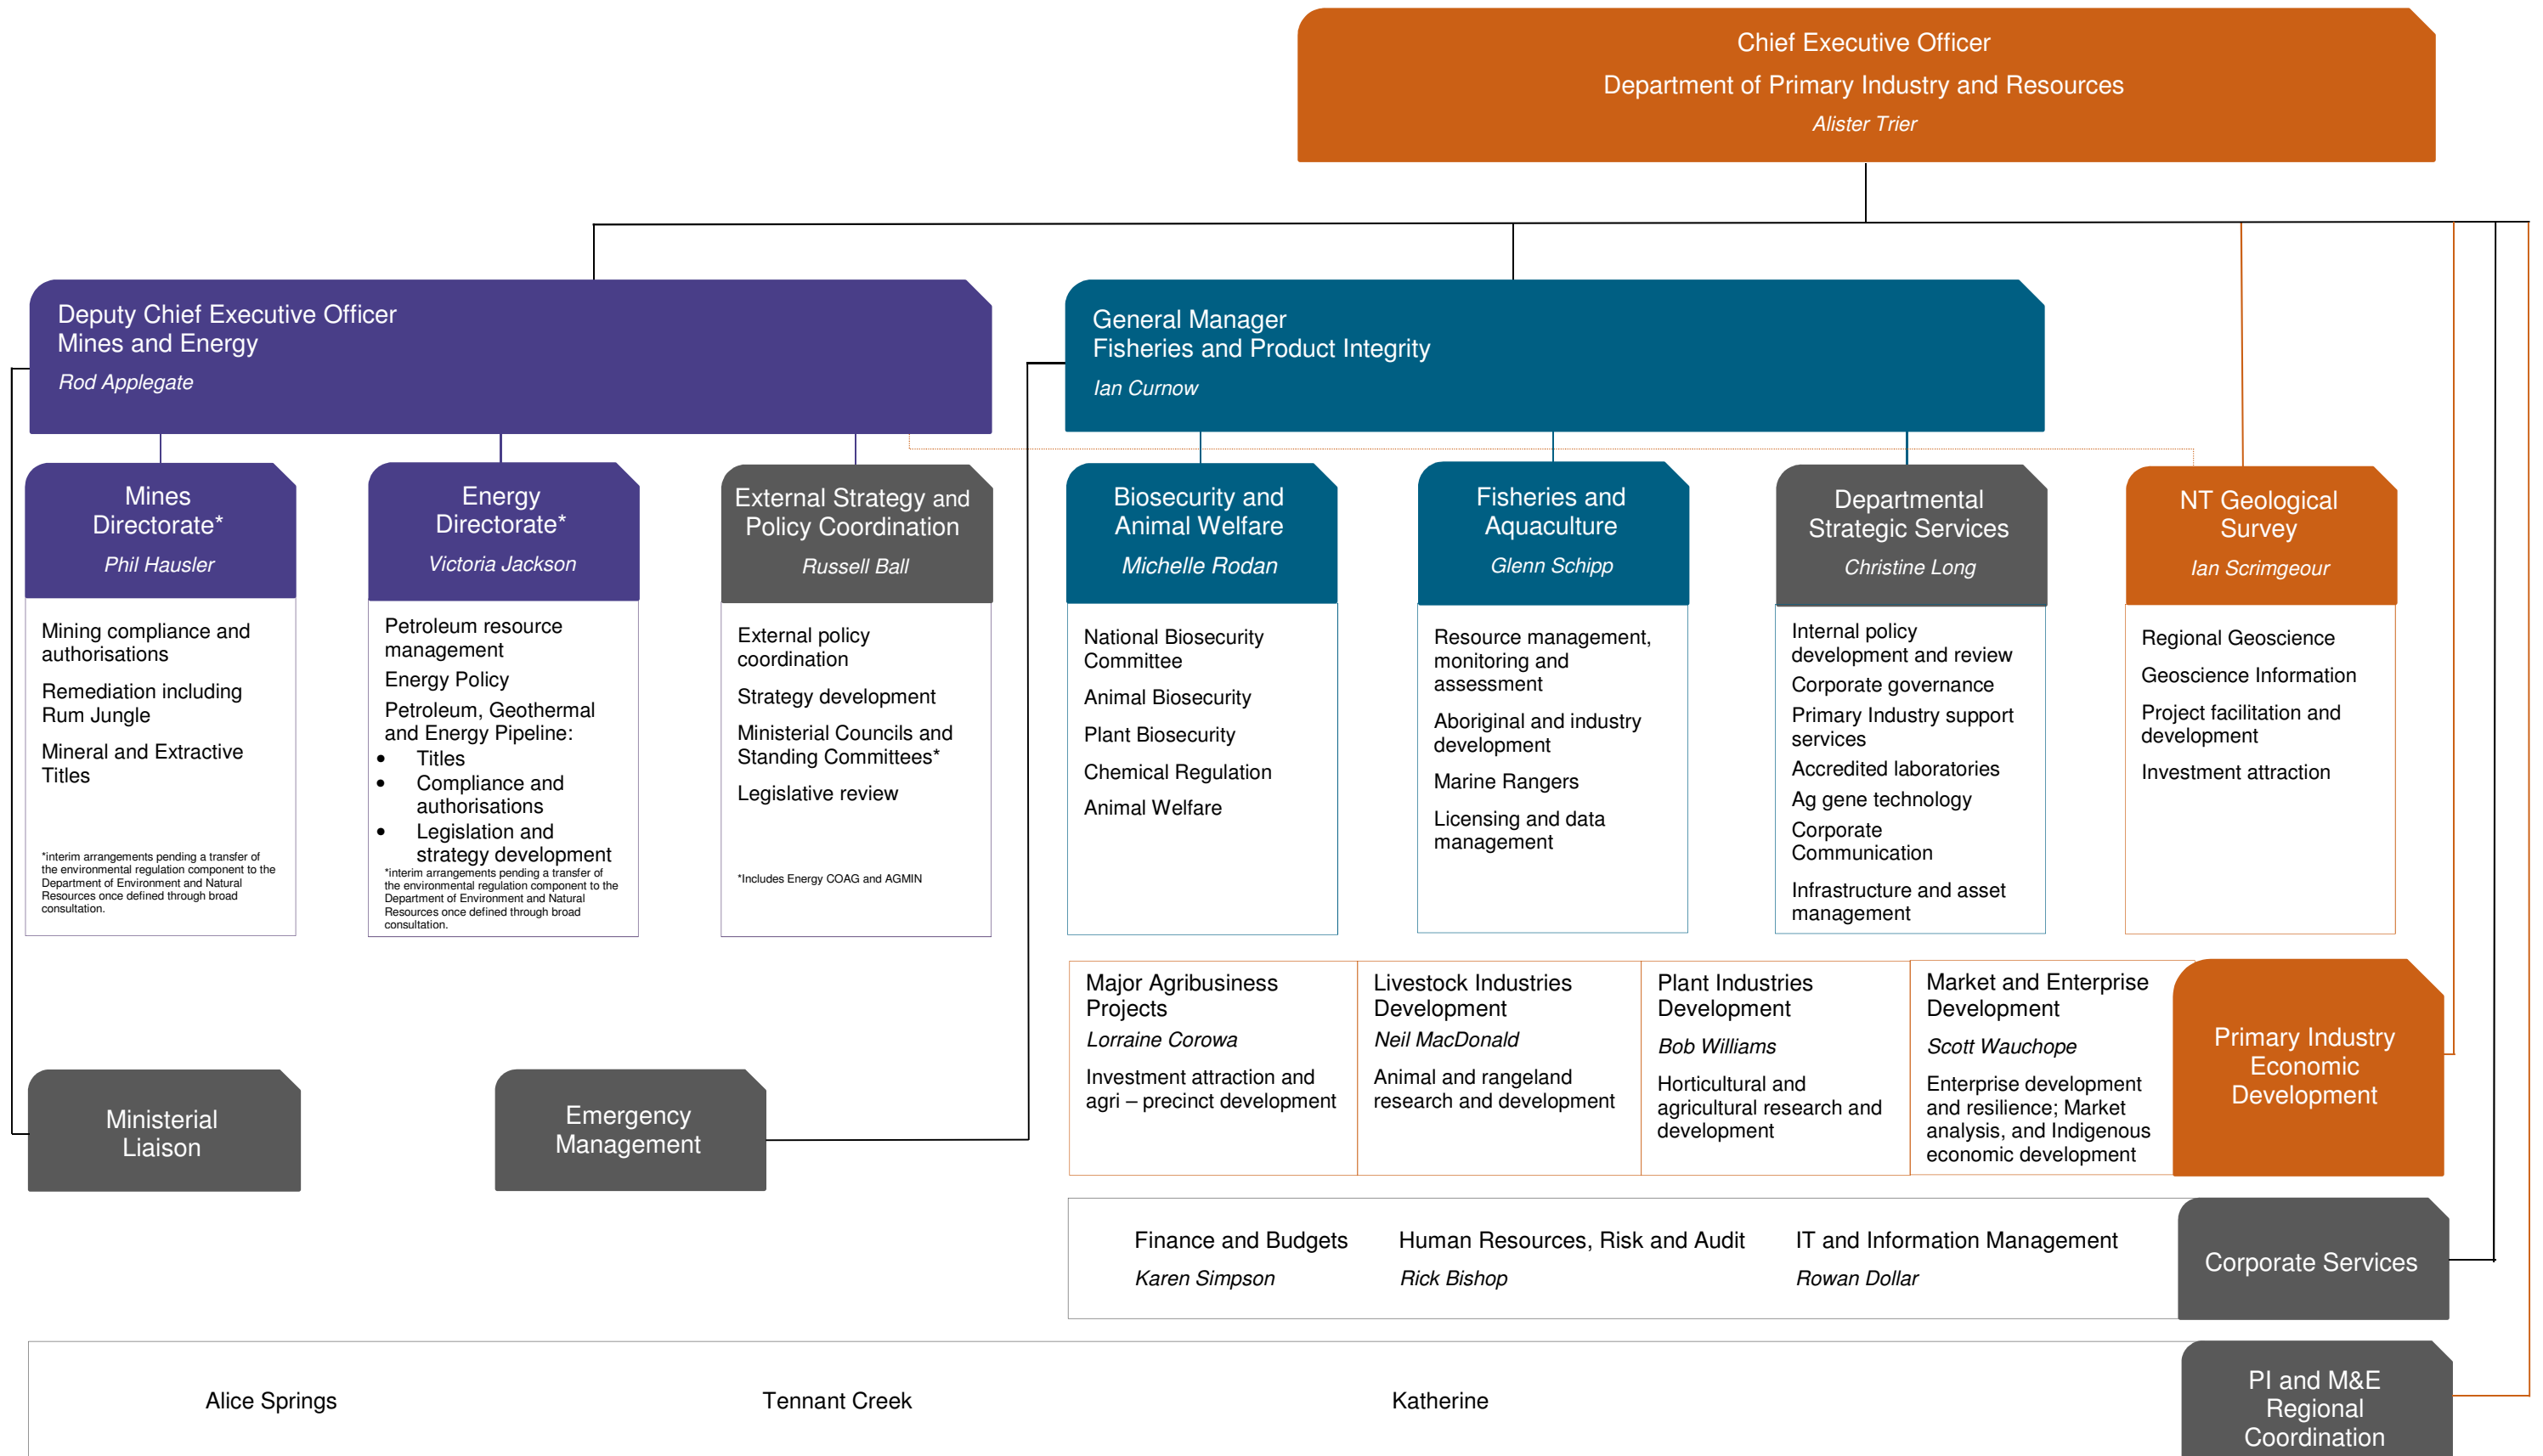 Chief Executive Officer
Department of Primary Industry and Resources
Alister Trier
Deputy Chief Executive Officer
Mines and Energy
Rod Applegate
General Manager
Fisheries and Product Integrity
Ian Curnow
Mines
Directorate*
Phil Hausler
Mining compliance and
authorisations
Remediation including
Rum Jungle
Mineral and Extractive
Titles
*interim arrangements pending a transfer of
the environmental regulation component to the
Department of Environment and Natural
Resources once defined through broad
consultation.
Energy
Directorate*
Victoria Jackson
Petroleum resource
management
Energy Policy
Petroleum, Geothermal
and Energy Pipeline:
• Titles
• Compliance and
authorisations
• Legislation and
strategy development
*interim arrangements pending a transfer of
the environmental regulation component to the
Department of Environment and Natural
Resources once defined through broad
consultation.
External Strategy and
Policy Coordination
Russell Ball
External policy
coordination
Strategy development
Ministerial Councils and
Standing Committees*
Legislative review
*Includes Energy COAG and AGMIN
Biosecurity and
Animal Welfare
Michelle Rodan
National Biosecurity
Committee
Animal Biosecurity
Plant Biosecurity
Chemical Regulation
Animal Welfare
Fisheries and
Aquaculture
Glenn Schipp
Resource management,
monitoring and
assessment
Aboriginal and industry
development
Marine Rangers
Licensing and data
management
Departmental
Strategic Services
Christine Long
Internal policy
development and review
Corporate governance
Primary Industry support
services
Accredited laboratories
Ag gene technology
Corporate
Communication
Infrastructure and asset
management
NT Geological
Survey
Ian Scrimgeour
Regional Geoscience
Geoscience Information
Project facilitation and
development
Investment attraction
Ministerial
Liaison
Emergency
Management
Major Agribusiness
Projects
Lorraine Corowa
Investment attraction and
agri – precinct development
Livestock Industries
Development
Neil MacDonald
Animal and rangeland
research and development
Plant Industries
Development
Bob Williams
Horticultural and
agricultural research and
development
Market and Enterprise
Development
Scott Wauchope
Enterprise development
and resilience; Market
analysis, and Indigenous
economic development
Primary Industry
Economic
Development
Finance and Budgets
Karen Simpson
Human Resources, Risk and Audit
Rick Bishop
IT and Information Management
Rowan Dollar
Corporate Services
Alice Springs
Tennant Creek
Katherine
PI and M&E
Regional
Coordination